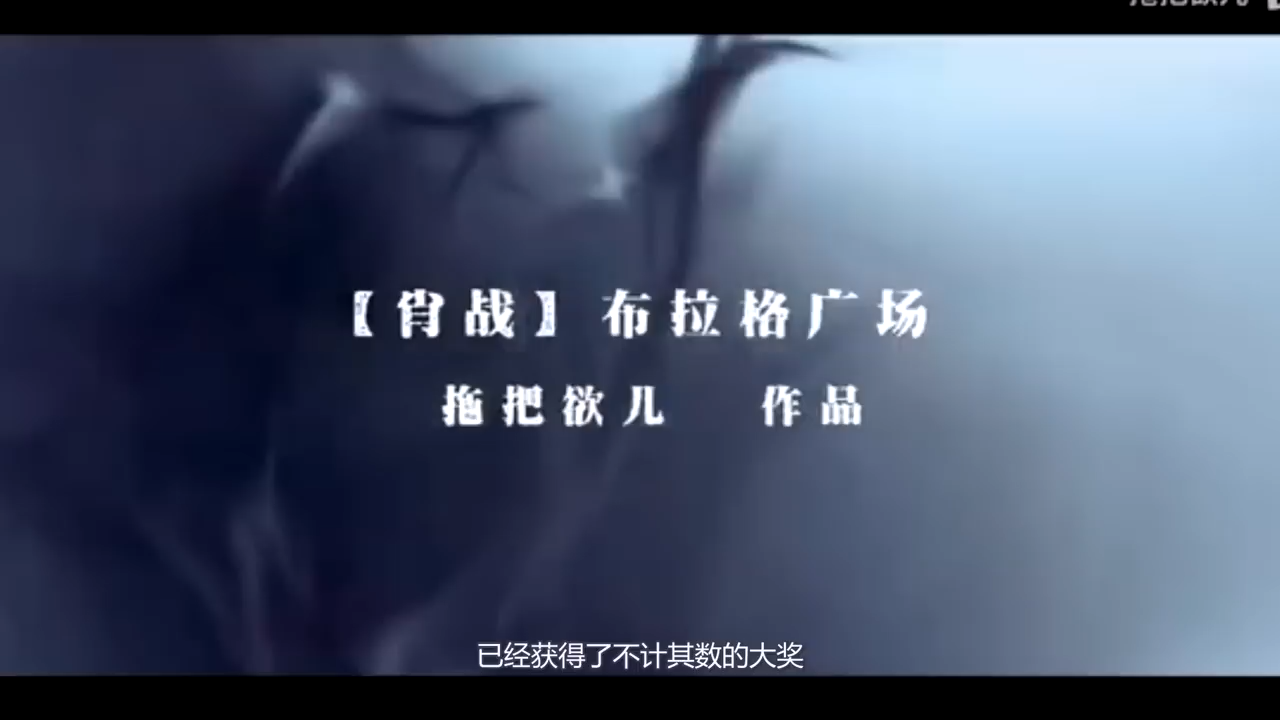 【肖战】布拉格广场
拖把欲儿 作品
已经获得了不计其数的大奖